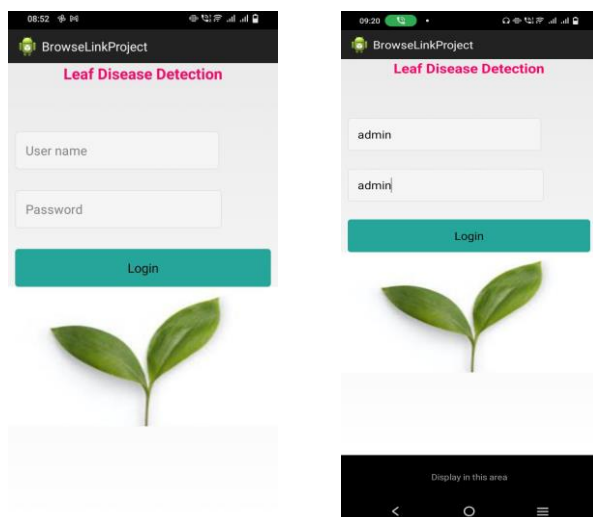 08:52
BrowseLinkProject
Leaf Disease Detection
User name
Password
Login
09:20
BrowseLinkProject
Leaf Disease Detection
admin
admin
Login
Display in this area